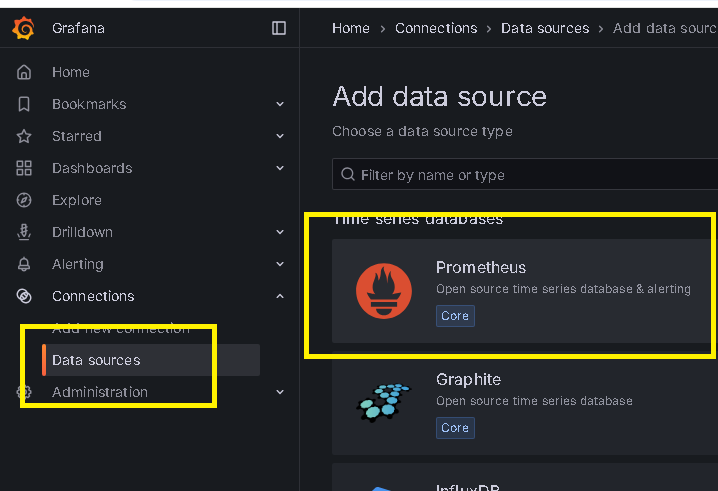 Grafana
Home › Connections › Data sources › Add data sourc
Home
Bookmarks
Starred
Dashboards
Explore
Drilldown
Alerting
Connections
Add new connection
Data sources
Administration
Add data source
Choose a data source type
Filter by name or type
Time series databases
Prometheus
Open source time series database & alerting
Core
Graphite
Open source time series database
Core
InfluxDB